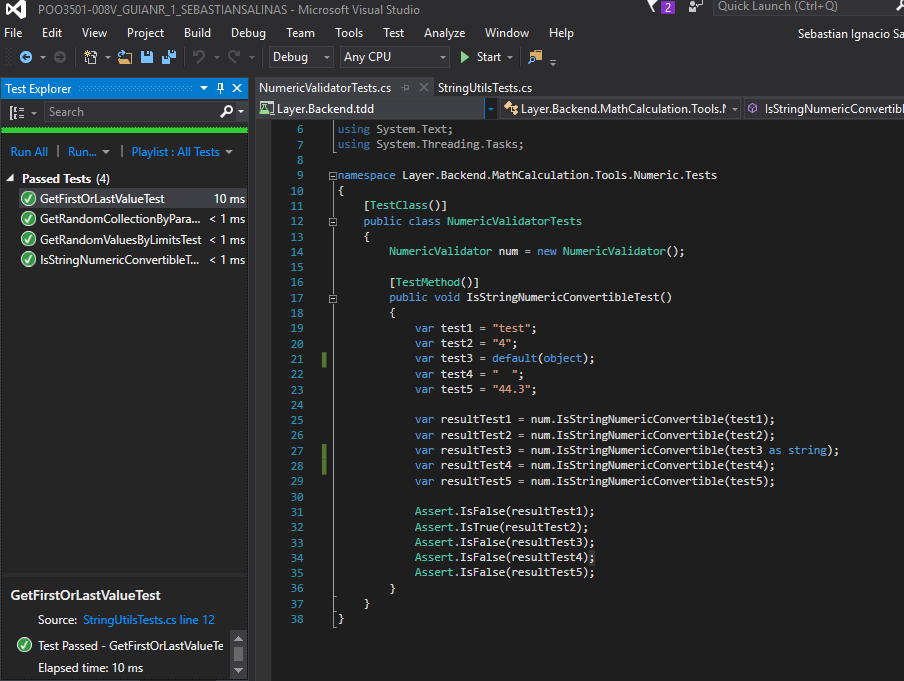 POO3501-008V_GUIANR_1_SEBASTIANSALINAS - Microsoft Visual Studio
2
Quick Launch (Ctrl+Q)
File Edit View Project Build Debug Team Tools Test Analyze Window Help
Sebastian Ignacio Sa
Debug Any CPU Start
Test Explorer
Search
Run All | Run... | Playlist : All Tests
Passed Tests (4)
GetFirstOrLastValueTest 10 ms
GetRandomCollectionByPara... < 1 ms
GetRandomValuesByLimitsTest < 1 ms
IsStringNumericConvertibleT... < 1 ms
GetFirstOrLastValueTest
Source: StringUtilsTests.cs line 12
Test Passed - GetFirstOrLastValueTe
Elapsed time: 10 ms
NumericValidatorTests.cs StringUtilsTests.cs
Layer.Backend.tdd Layer.Backend.MathCalculation.Tools.N IsStringNumericConvertibl
6 using System.Text;
7 using System.Threading.Tasks;
8
9 namespace Layer.Backend.MathCalculation.Tools.Numeric.Tests
10 {
11 [TestClass()]
12 public class NumericValidatorTests
13 {
14 NumericValidator num = new NumericValidator();
15
16 [TestMethod()]
17 public void IsStringNumericConvertibleTest()
18 {
19 var test1 = "test";
20 var test2 = "4";
21 var test3 = default(object);
22 var test4 = "  ";
23 var test5 = "44.3";
24
25 var resultTest1 = num.IsStringNumericConvertible(test1);
26 var resultTest2 = num.IsStringNumericConvertible(test2);
27 var resultTest3 = num.IsStringNumericConvertible(test3 as string);
28 var resultTest4 = num.IsStringNumericConvertible(test4);
29 var resultTest5 = num.IsStringNumericConvertible(test5);
30
31 Assert.IsFalse(resultTest1);
32 Assert.IsTrue(resultTest2);
33 Assert.IsFalse(resultTest3);
34 Assert.IsFalse(resultTest4);
35 Assert.IsFalse(resultTest5);
36 }
37 }
38 }